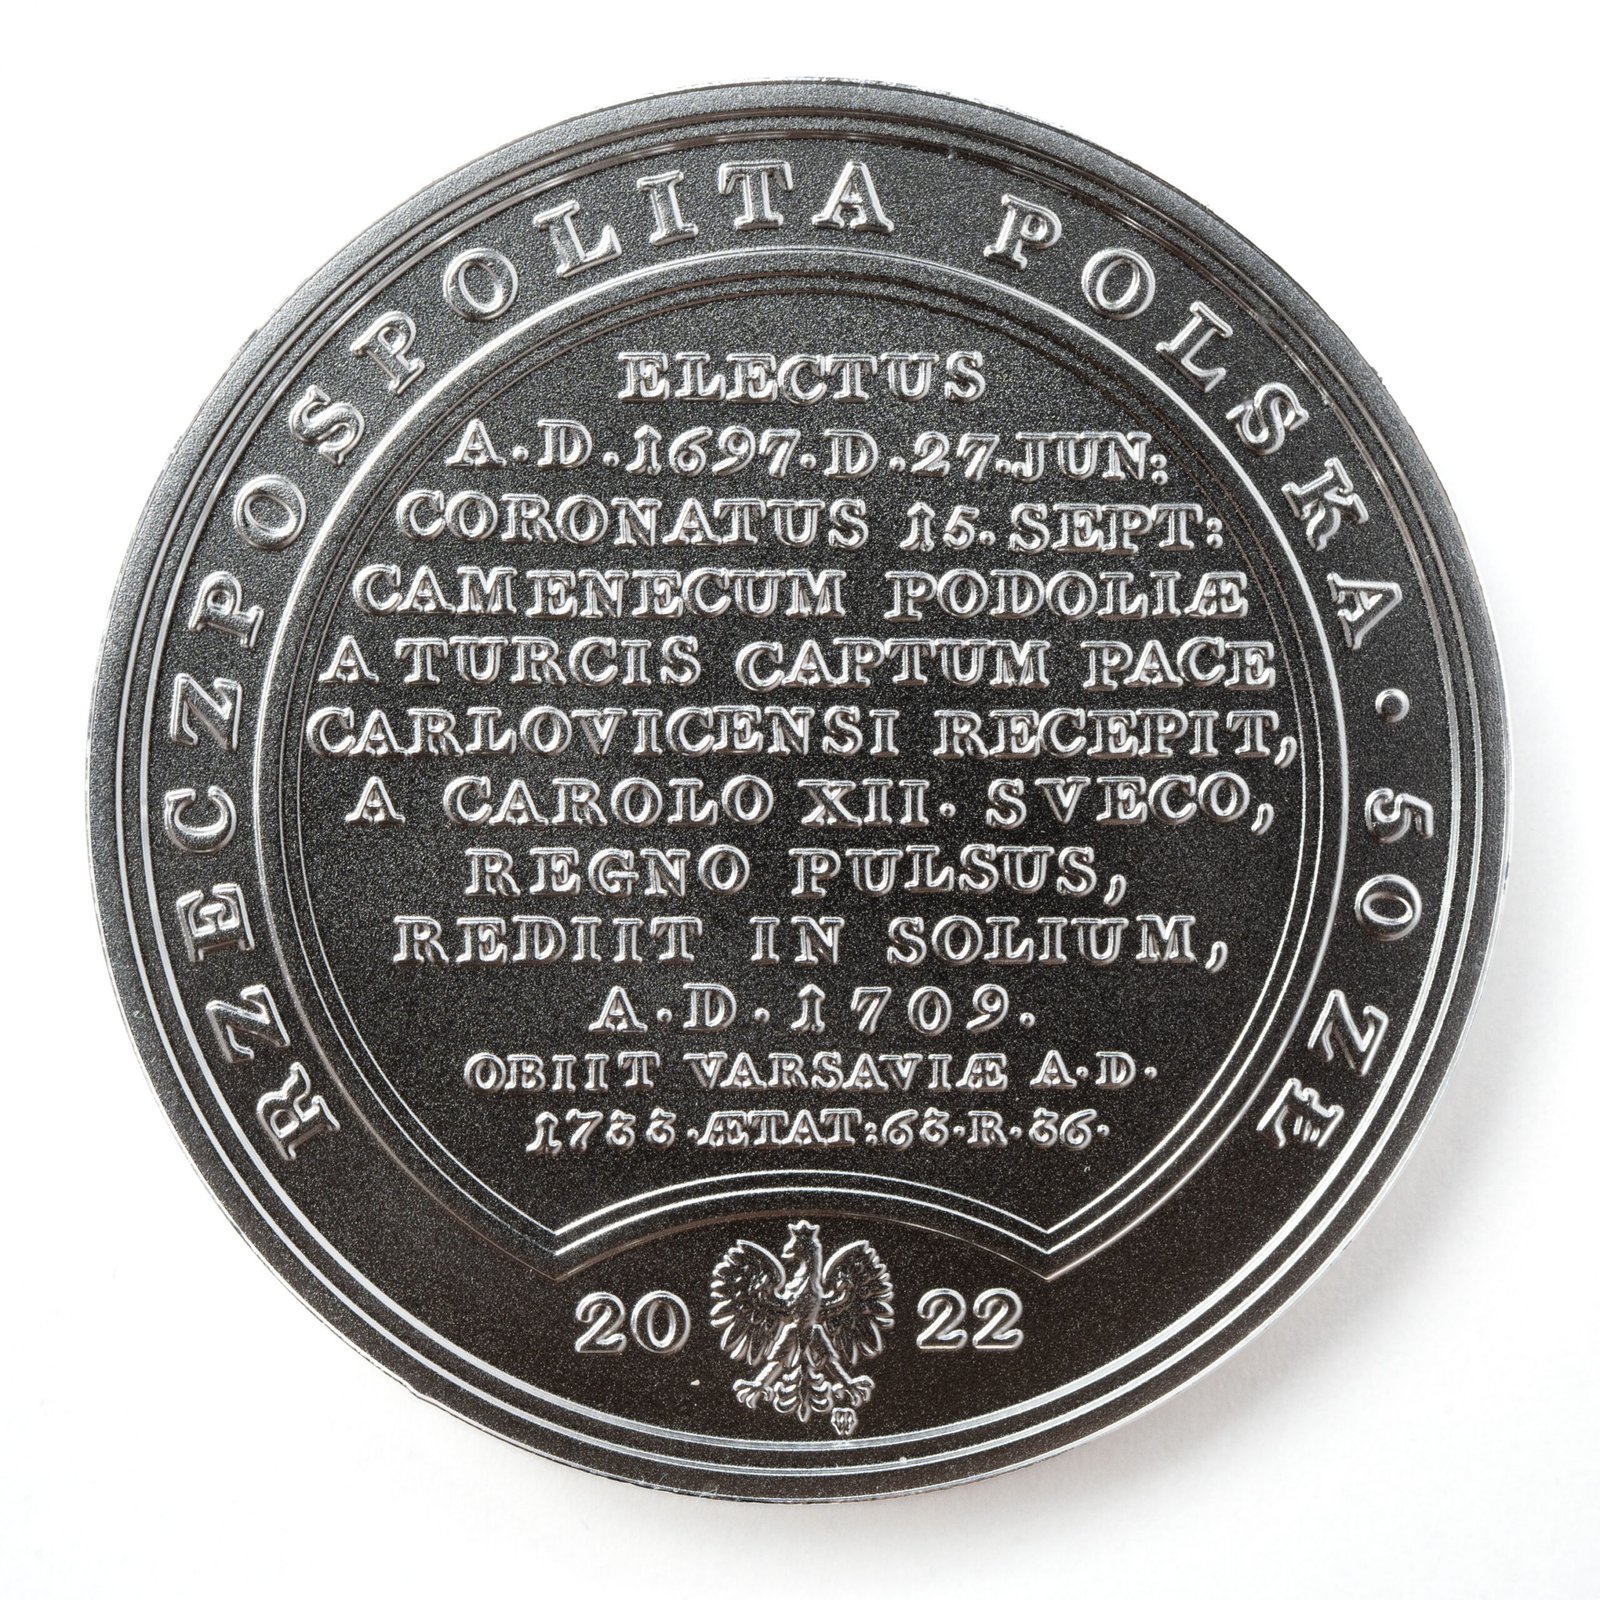 RZECZPOSPOLITA POLSKA · 50 ZŁ
ELECTUS
A.D.1697.D.27.JUN:
CORONATUS 15.SEPT:
CAMENECUM PODOLIÆ
A TURCIS CAPTUM PACE
CARLOVICENSI RECEPIT,
A CAROLO XII. SVECO,
REGNO PULSUS,
REDIIT IN SOLIUM,
A.D.1709.
OBIIT VARSAVIÆ A.D.
1733.ÆTAT:63.R.36.
20 22